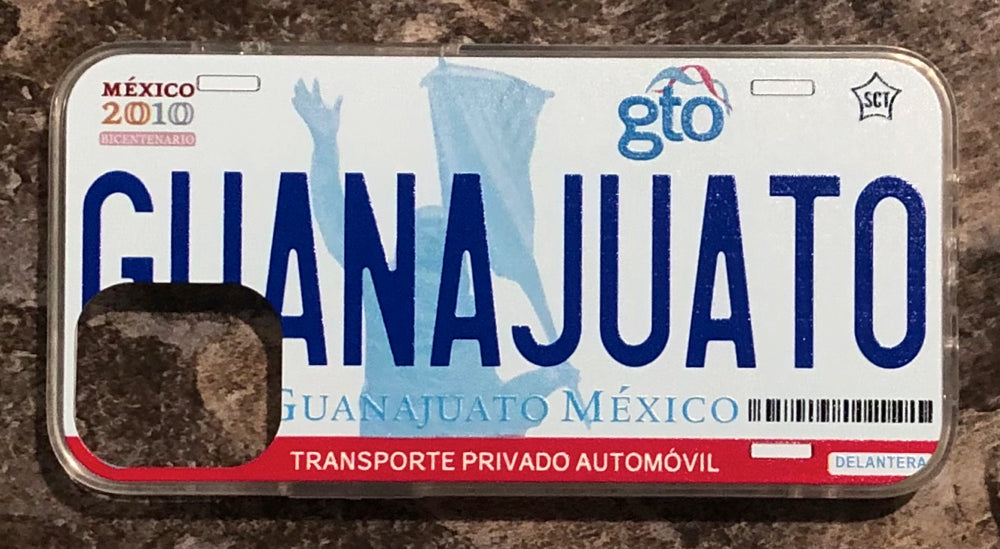 MÉXICO
2010
BICENTENARIO
gto
SCT
GUANAJUATO
GUANAJUATO MÉXICO
TRANSPORTE PRIVADO AUTOMÓVIL
DELANTERA